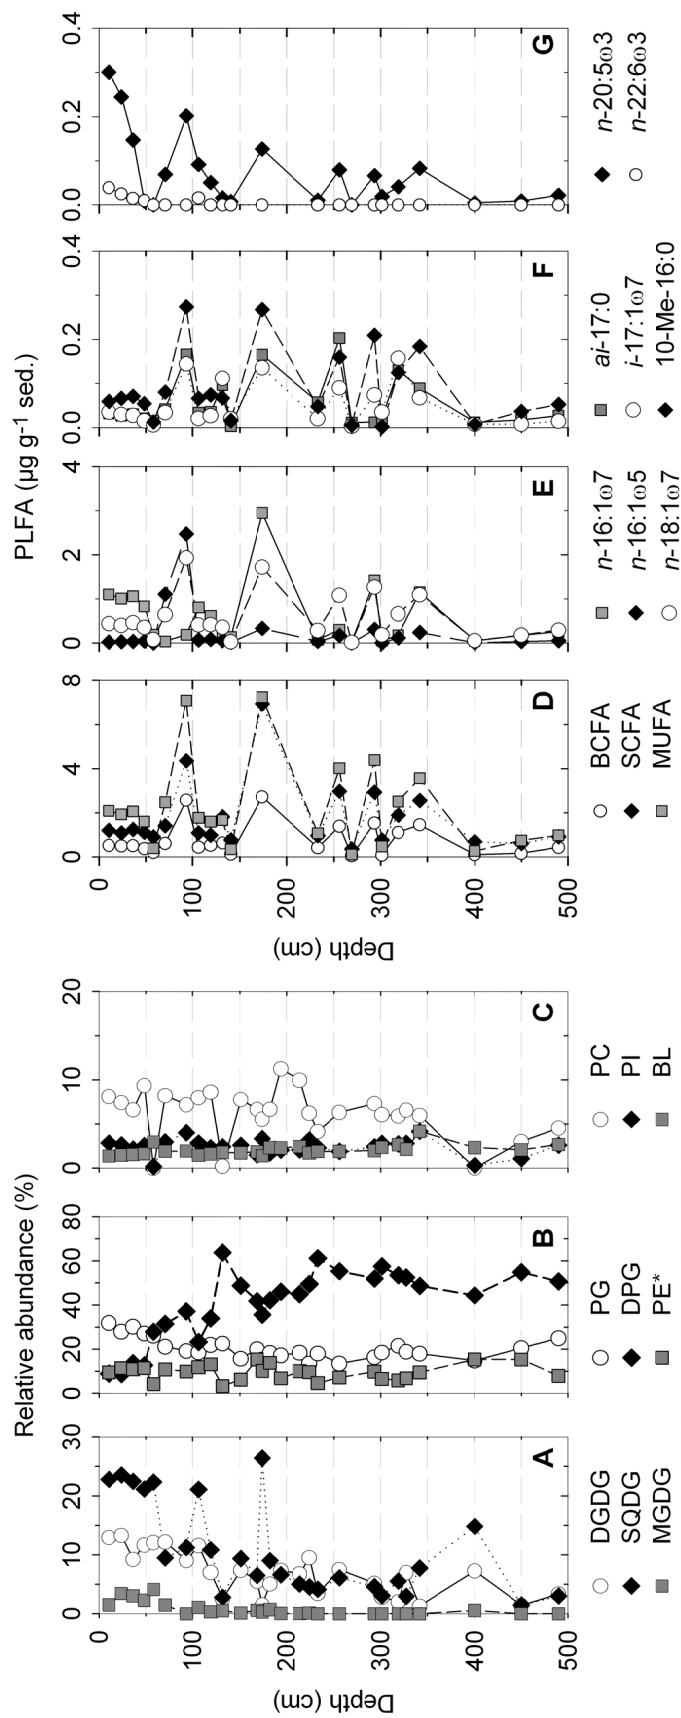 Relative abundance (%)
0 5 10 15 20 25 30
0 20 40 60 80
0 10 20
0
100
200
300
400
500
Depth (cm)
A
B
C
DGDG
SQDG
MGDG
PG
DPG
PE*
PC
PI
BL
PLFA (µg g⁻¹ sed.)
0 4 8
0 2 4
0.0 0.2 0.4
0.0 0.2 0.4
0
100
200
300
400
500
Depth (cm)
D
E
F
G
BCFA
SCFA
MUFA
n-16:1ω7
n-16:1ω5
n-18:1ω7
ai-17:0
i-17:1ω7
10-Me-16:0
n-20:5ω3
n-22:6ω3